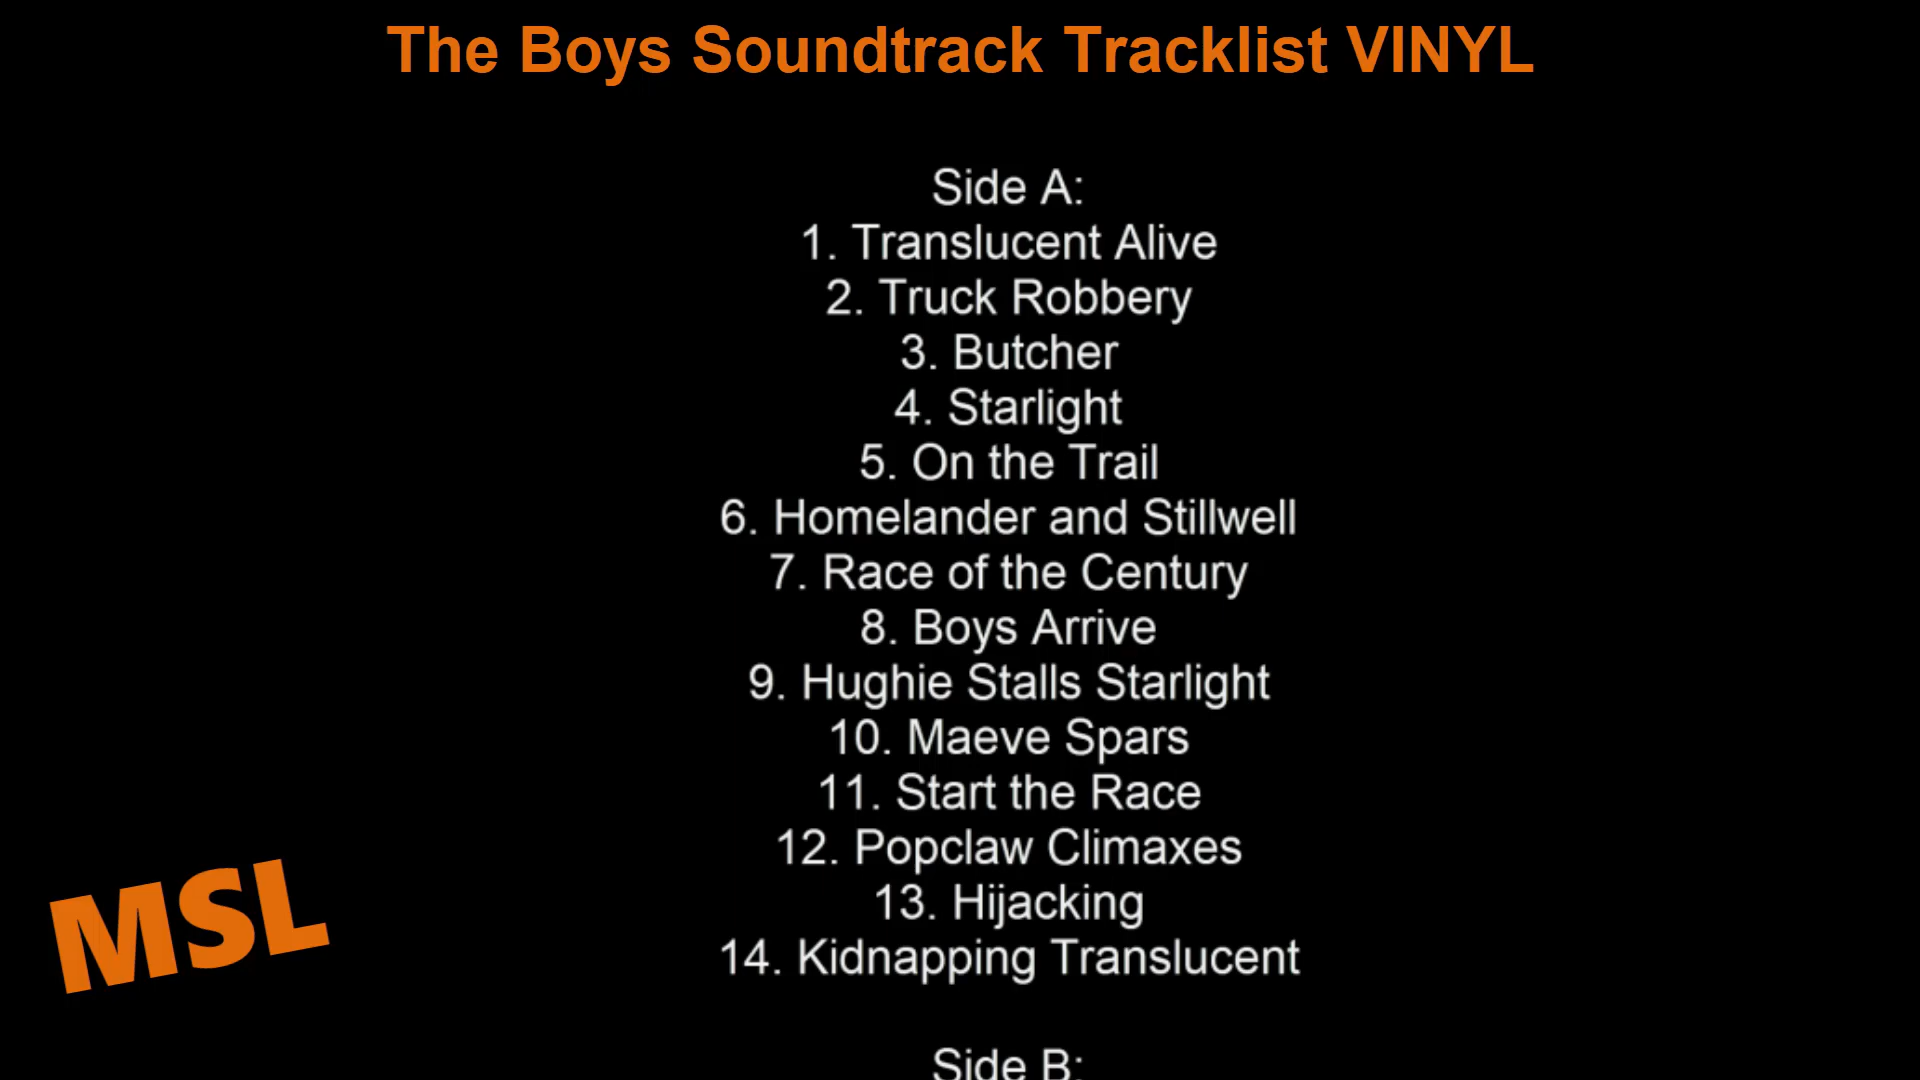 The Boys Soundtrack Tracklist VINYL
Side A:
1. Translucent Alive
2. Truck Robbery
3. Butcher
4. Starlight
5. On the Trail
6. Homelander and Stillwell
7. Race of the Century
8. Boys Arrive
9. Hughie Stalls Starlight
10. Maeve Spars
11. Start the Race
12. Popclaw Climaxes
13. Hijacking
14. Kidnapping Translucent
MSL
Side B: